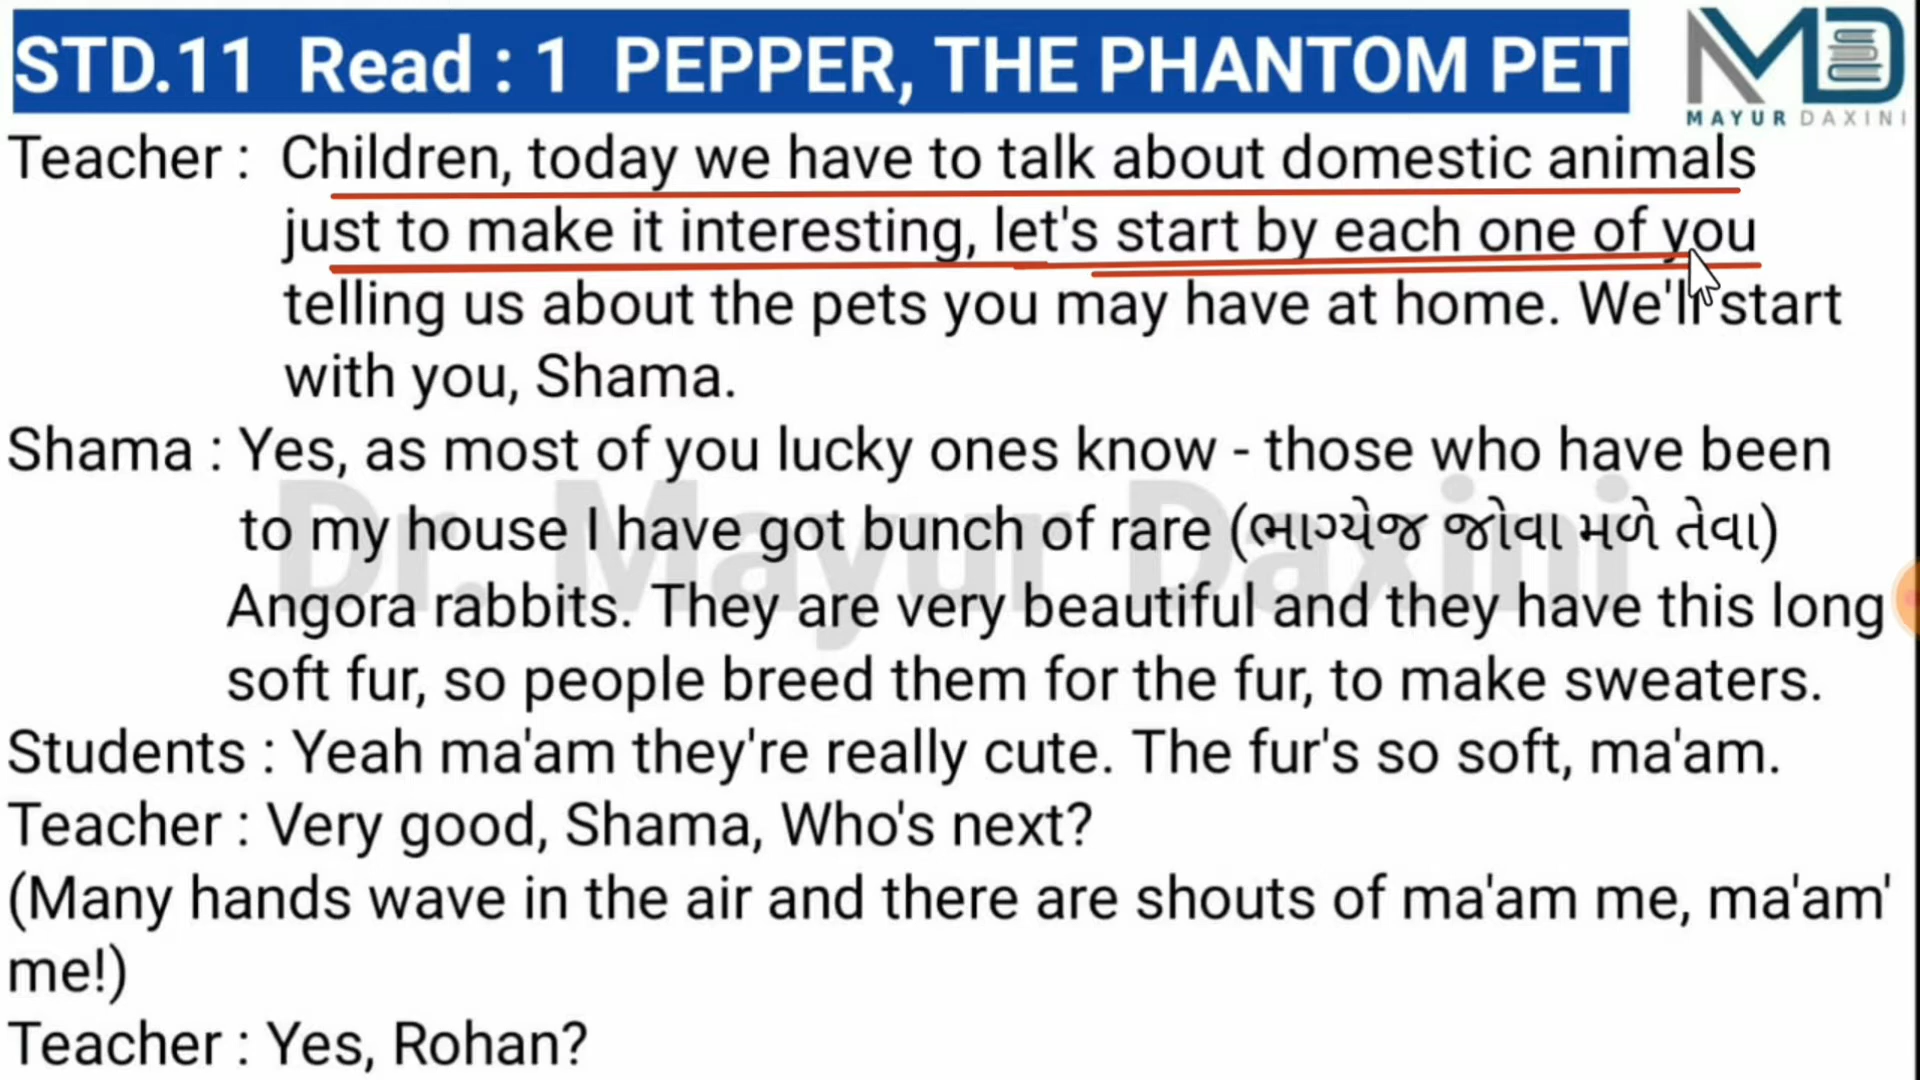 STD.11 Read : 1 PEPPER, THE PHANTOM PET
MAYUR DAXINI
Teacher : Children, today we have to talk about domestic animals
just to make it interesting, let's start by each one of you
telling us about the pets you may have at home. We'll start
with you, Shama.
Shama : Yes, as most of you lucky ones know - those who have been
to my house I have got bunch of rare (ભાગ્યેજ જોવા મળે તેવા)
Angora rabbits. They are very beautiful and they have this long
soft fur, so people breed them for the fur, to make sweaters.
Students : Yeah ma'am they're really cute. The fur's so soft, ma'am.
Teacher : Very good, Shama, Who's next?
(Many hands wave in the air and there are shouts of ma'am me, ma'am'
me!)
Teacher : Yes, Rohan?
Dr. Mayur Daxini